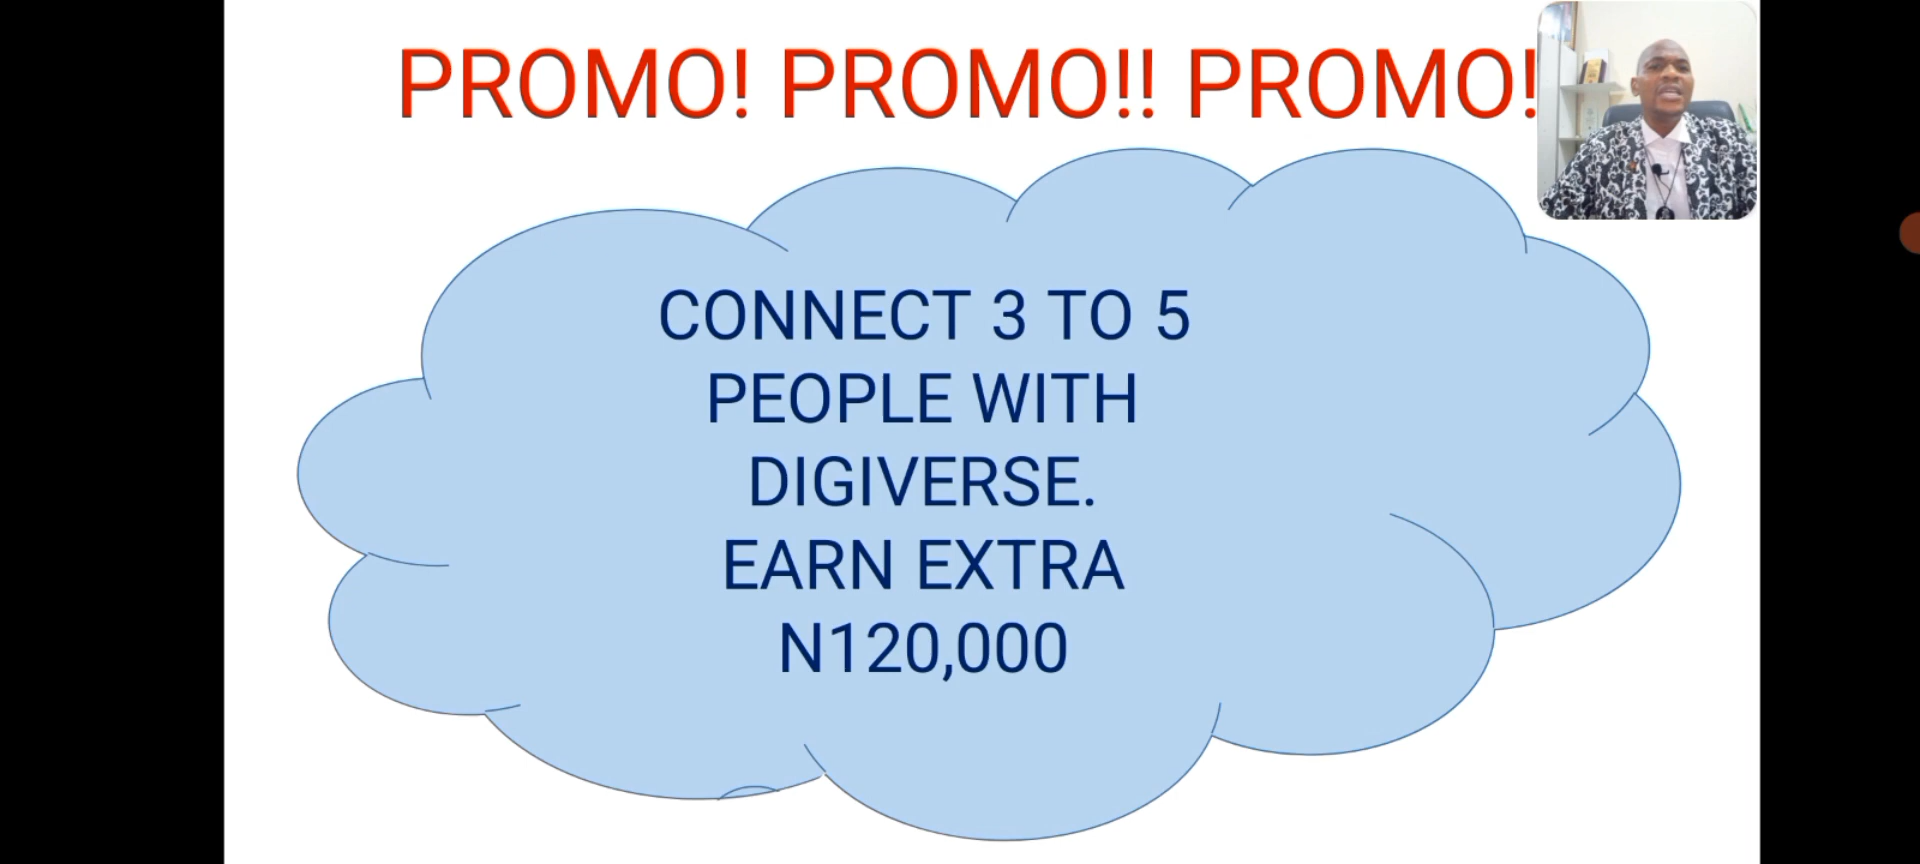 PROMO! PROMO!! PROMO!
CONNECT 3 TO 5
PEOPLE WITH
DIGIVERSE.
EARN EXTRA
N120,000